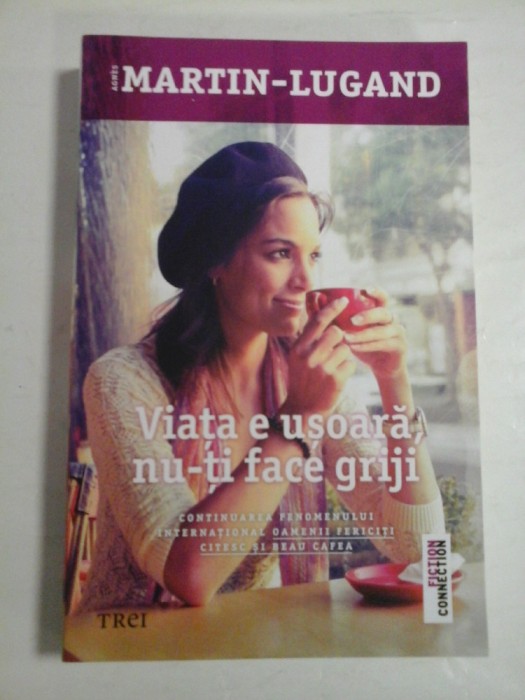 AGNÈS
MARTIN-LUGAND
Viața e ușoară,
nu-ți face griji
CONTINUAREA FENOMENULUI
INTERNAȚIONAL OAMENII FERICIȚI
CITESC ȘI BEAU CAFEA
FICTION
CONNECTION
TREI